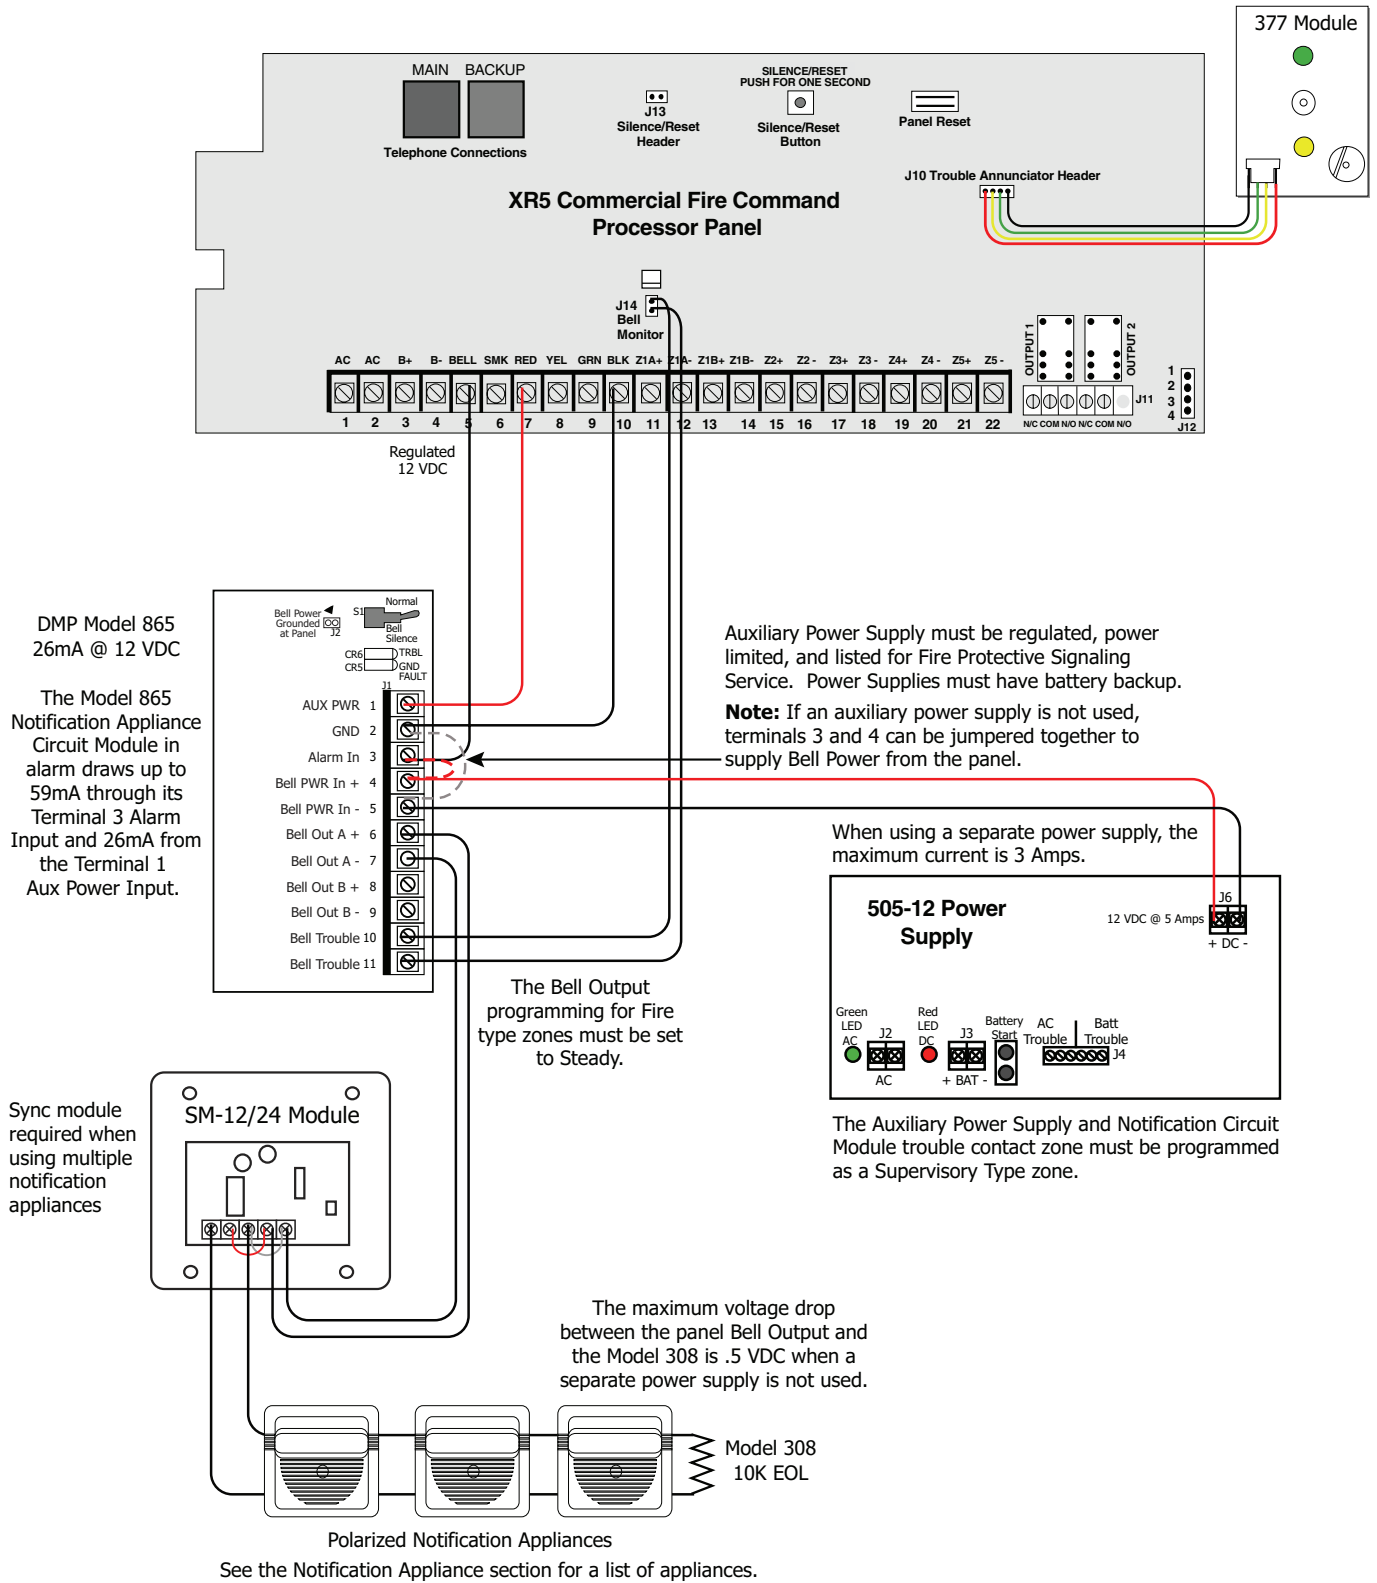 377 Module
MAIN BACKUP
Telephone Connections
J13
Silence/Reset
Header
SILENCE/RESET
PUSH FOR ONE SECOND
Silence/Reset
Button
Panel Reset
J10 Trouble Annunciator Header
XR5 Commercial Fire Command
Processor Panel
J14
Bell
Monitor
OUTPUT 1
OUTPUT 2
AC AC B+ B- BELL SMK RED YEL GRN BLK Z1A+ Z1A- Z1B+ Z1B- Z2+ Z2 - Z3+ Z3 - Z4+ Z4 - Z5+ Z5 -
1 2 3 4 5 6 7 8 9 10 11 12 13 14 15 16 17 18 19 20 21 22
N/C COM N/O N/C COM N/O
J11
1
2
3
4
J12
Regulated
12 VDC
DMP Model 865
26mA @ 12 VDC
The Model 865
Notification Appliance
Circuit Module in
alarm draws up to
59mA through its
Terminal 3 Alarm
Input and 26mA from
the Terminal 1
Aux Power Input.
Bell Power
Grounded
at Panel
J2
S1
Normal
Bell
Silence
CR6 TRBL
CR5 GND
FAULT
J1
AUX PWR 1
GND 2
Alarm In 3
Bell PWR In + 4
Bell PWR In - 5
Bell Out A + 6
Bell Out A - 7
Bell Out B + 8
Bell Out B - 9
Bell Trouble 10
Bell Trouble 11
Auxiliary Power Supply must be regulated, power
limited, and listed for Fire Protective Signaling
Service. Power Supplies must have battery backup.
Note: If an auxiliary power supply is not used,
terminals 3 and 4 can be jumpered together to
supply Bell Power from the panel.
When using a separate power supply, the
maximum current is 3 Amps.
505-12 Power
Supply
12 VDC @ 5 Amps
J6
+ DC -
Green
LED
AC
J2
AC
Red
LED
DC
J3
+ BAT -
Battery
Start
AC
Trouble
Batt
Trouble
J4
The Auxiliary Power Supply and Notification Circuit
Module trouble contact zone must be programmed
as a Supervisory Type zone.
The Bell Output
programming for Fire
type zones must be set
to Steady.
Sync module
required when
using multiple
notification
appliances
SM-12/24 Module
The maximum voltage drop
between the panel Bell Output and
the Model 308 is .5 VDC when a
separate power supply is not used.
Model 308
10K EOL
Polarized Notification Appliances
See the Notification Appliance section for a list of appliances.